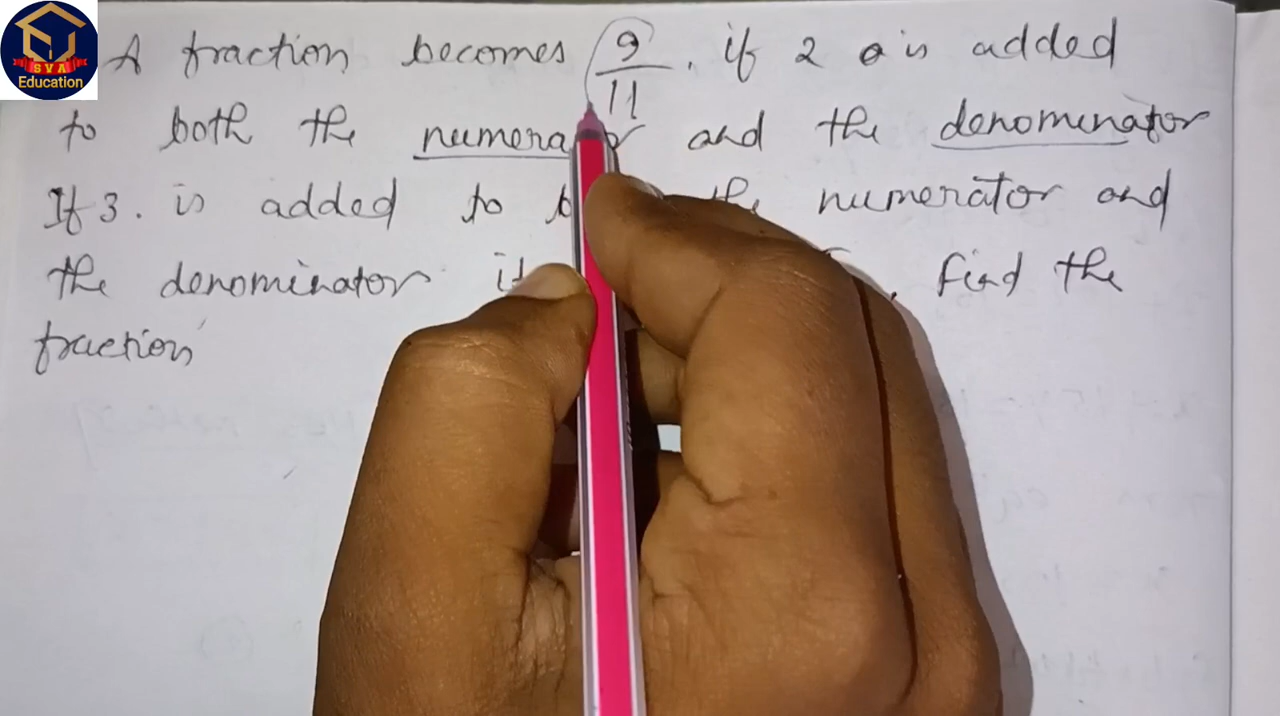 SVA
Education
A fraction becomes 9/11. if 2 is added
to both the numerator and the denominator
If 3. is added to the numerator and
the denominator it find the
fraction